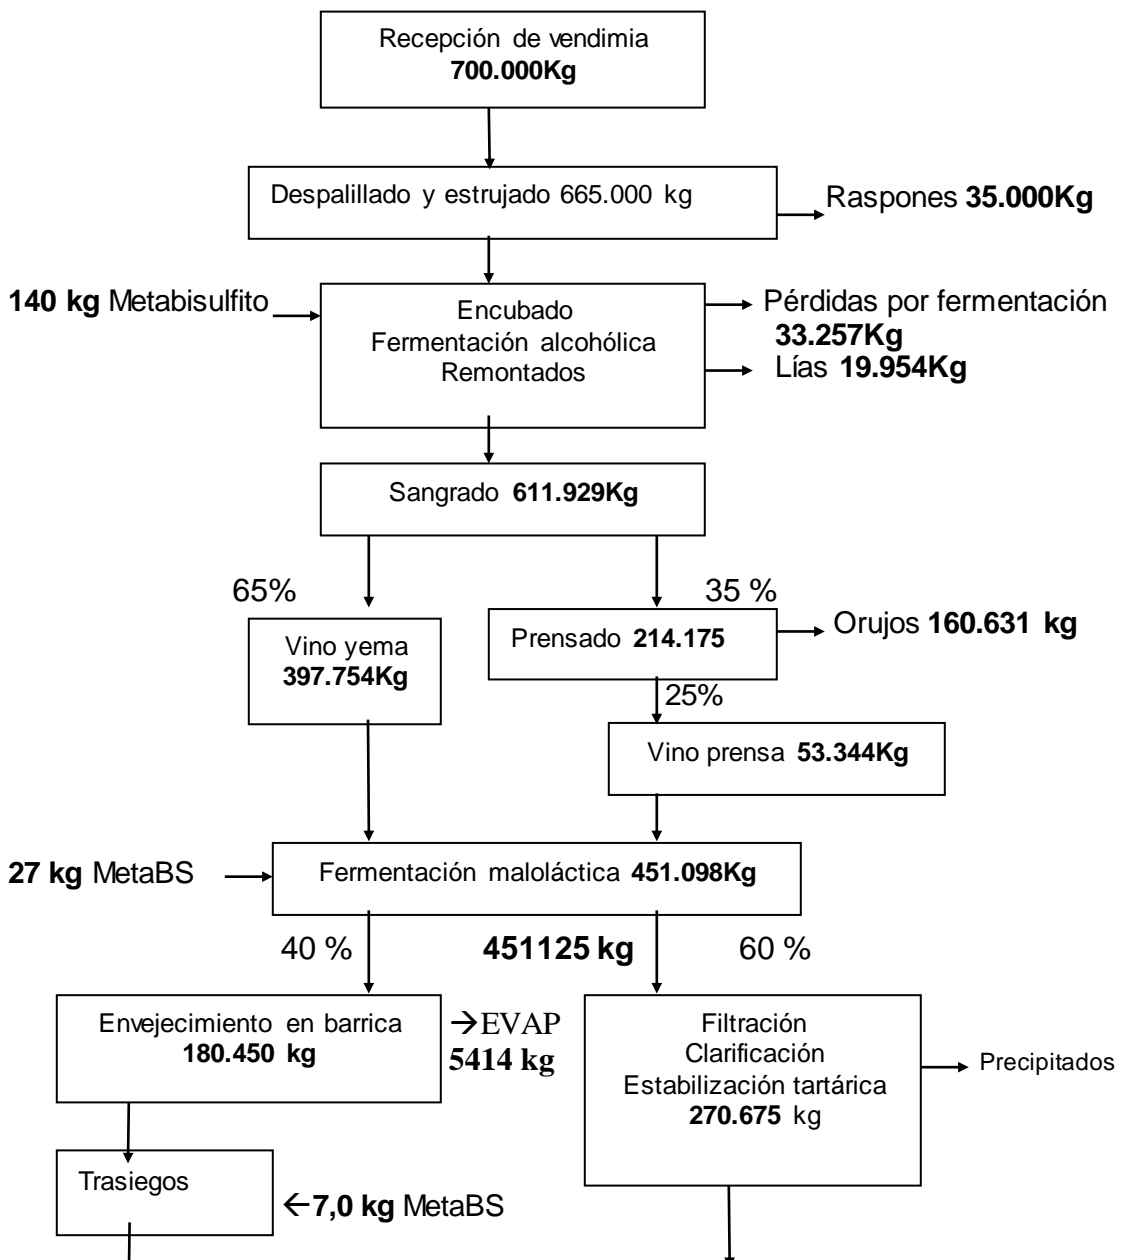 Recepción de vendimia
700.000Kg
Despalillado y estrujado 665.000 kg
Raspones 35.000Kg
140 kg Metabisulfito
Encubado
Fermentación alcohólica
Remontados
Pérdidas por fermentación
33.257Kg
Lías 19.954Kg
Sangrado 611.929Kg
65%
35 %
Vino yema
397.754Kg
Prensado 214.175
Orujos 160.631 kg
25%
Vino prensa 53.344Kg
27 kg MetaBS
Fermentación maloláctica 451.098Kg
40 %
451125 kg
60 %
Envejecimiento en barrica
180.450 kg
→EVAP
5414 kg
Filtración
Clarificación
Estabilización tartárica
270.675 kg
Precipitados
Trasiegos
←7,0 kg MetaBS